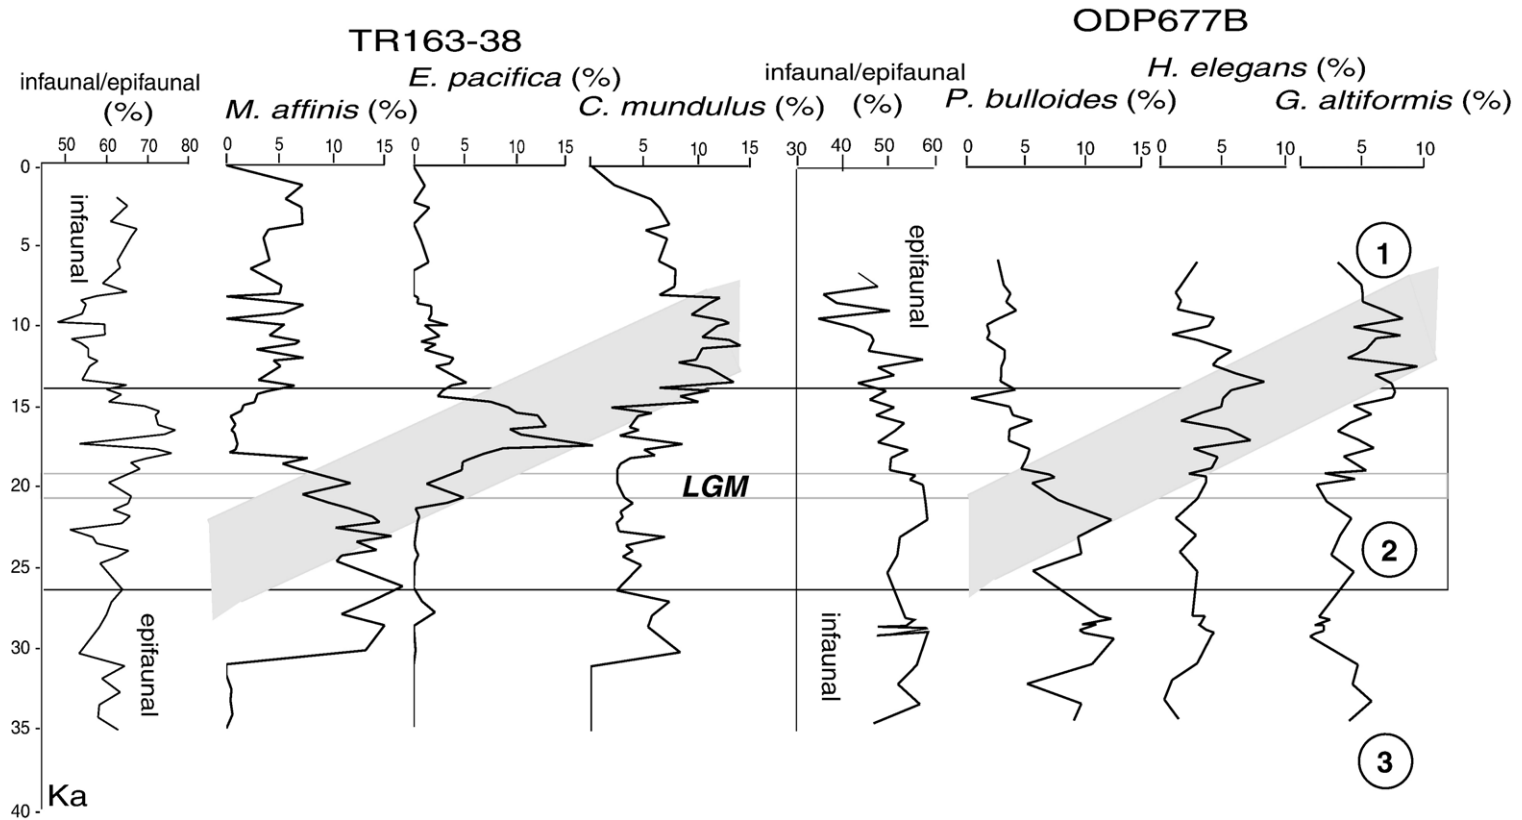 TR163-38
ODP677B
infaunal/epifaunal
(%)
M. affinis (%)
E. pacifica (%)
C. mundulus (%)
infaunal/epifaunal
(%)
P. bulloides (%)
H. elegans (%)
G. altiformis (%)
50 60 70 80
0 5 10 15
0 5 10 15
5 10 15
30 40 50 60
0 5 10 15
0 5 10
5 10
0
5
10
15
20
25
30
35
40
Ka
infaunal
epifaunal
LGM
epifaunal
infaunal
1
2
3